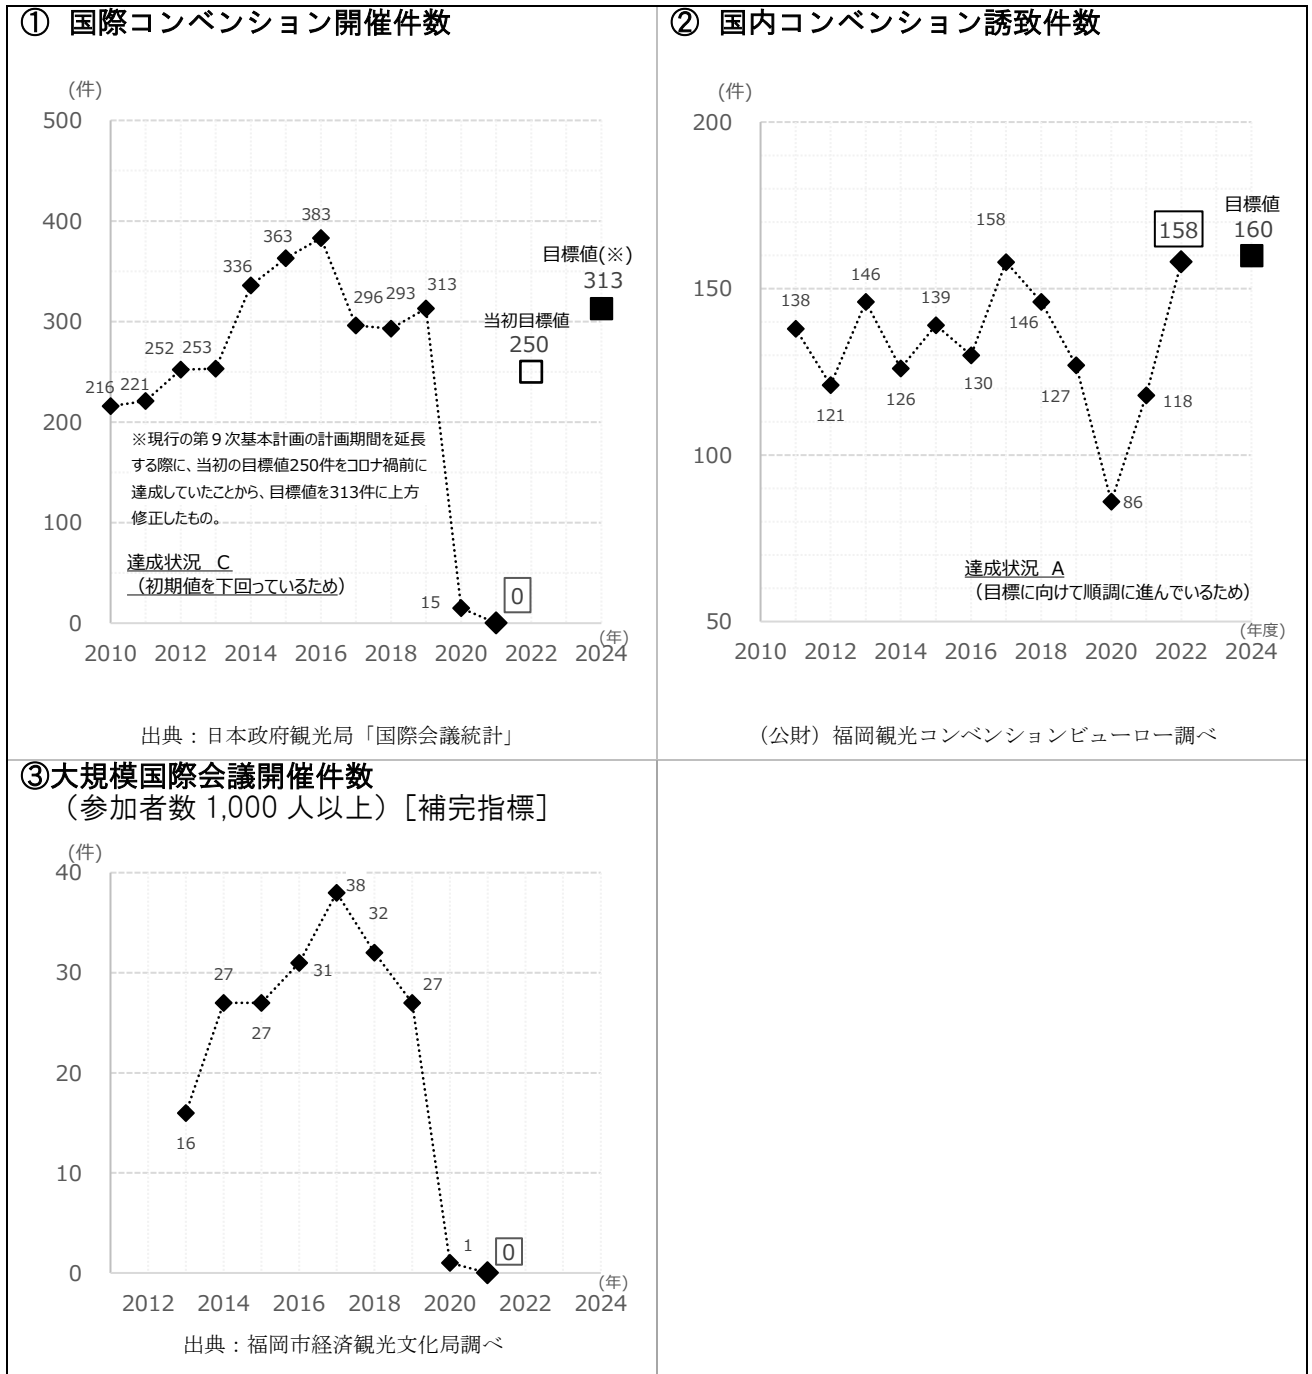 ① 国際コンベンション開催件数
(件)
500
400
300
200
100
0
216
221
252
253
336
363
383
296
293
313
15
0
目標値(※)
313
当初目標値
250
※現行の第9次基本計画の計画期間を延長
する際に、当初の目標値250件をコロナ禍前に
達成していたことから、目標値を313件に上方
修正したもの。
達成状況 C
(初期値を下回っているため)
(年)
2010 2012 2014 2016 2018 2020 2022 2024
出典:日本政府観光局「国際会議統計」
② 国内コンベンション誘致件数
(件)
200
150
100
50
138
121
146
126
139
130
158
146
127
86
118
158
目標値
160
達成状況 A
(目標に向けて順調に進んでいるため)
(年度)
2010 2012 2014 2016 2018 2020 2022 2024
(公財)福岡観光コンベンションビューロー調べ
③大規模国際会議開催件数
(参加者数 1,000 人以上)[補完指標]
(件)
40
30
20
10
0
16
27
27
31
38
32
27
1
0
(年)
2012 2014 2016 2018 2020 2022 2024
出典:福岡市経済観光文化局調べ